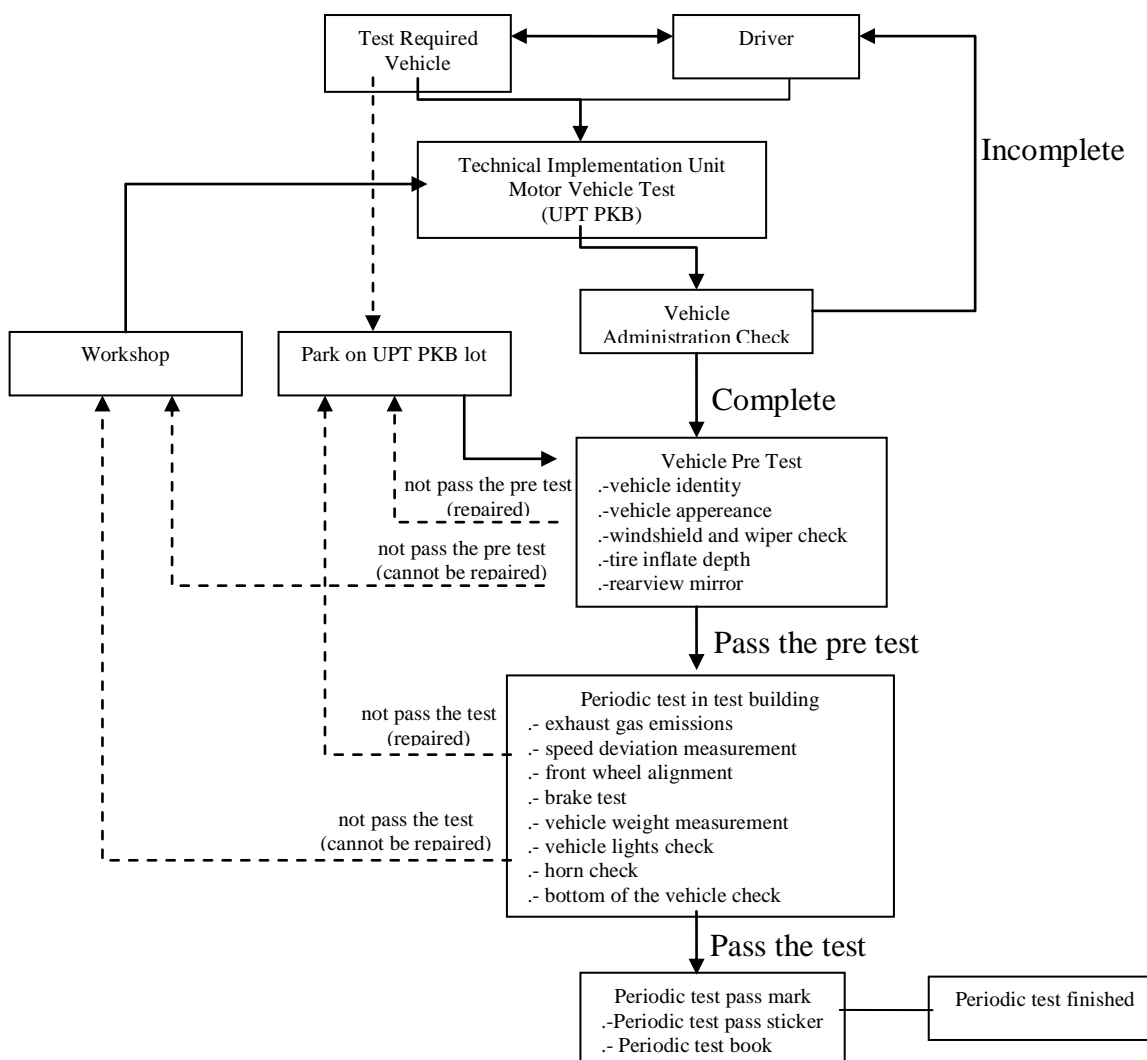 Test Required
Vehicle
Driver
Incomplete
Technical Implementation Unit
Motor Vehicle Test
(UPT PKB)
Vehicle
Administration Check
Workshop
Park on UPT PKB lot
Complete
Vehicle Pre Test
.-vehicle identity
.-vehicle appereance
.-windshield and wiper check
.-tire inflate depth
.-rearview mirror
not pass the pre test
(repaired)
not pass the pre test
(cannot be repaired)
Pass the pre test
Periodic test in test building
.- exhaust gas emissions
.- speed deviation measurement
.- front wheel alignment
.- brake test
.- vehicle weight measurement
.- vehicle lights check
.- horn check
.- bottom of the vehicle check
not pass the test
(repaired)
not pass the test
(cannot be repaired)
Pass the test
Periodic test pass mark
.-Periodic test pass sticker
.- Periodic test book
Periodic test finished